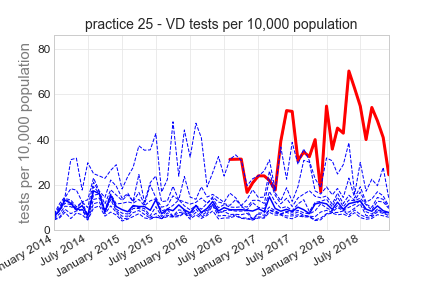 practice 25 - VD tests per 10,000 population
tests per 10,000 population
80
60
40
20
0
nuary 2014
July 2014
January 2015
July 2015
January 2016
July 2016
January 2017
July 2017
January 2018
July 2018